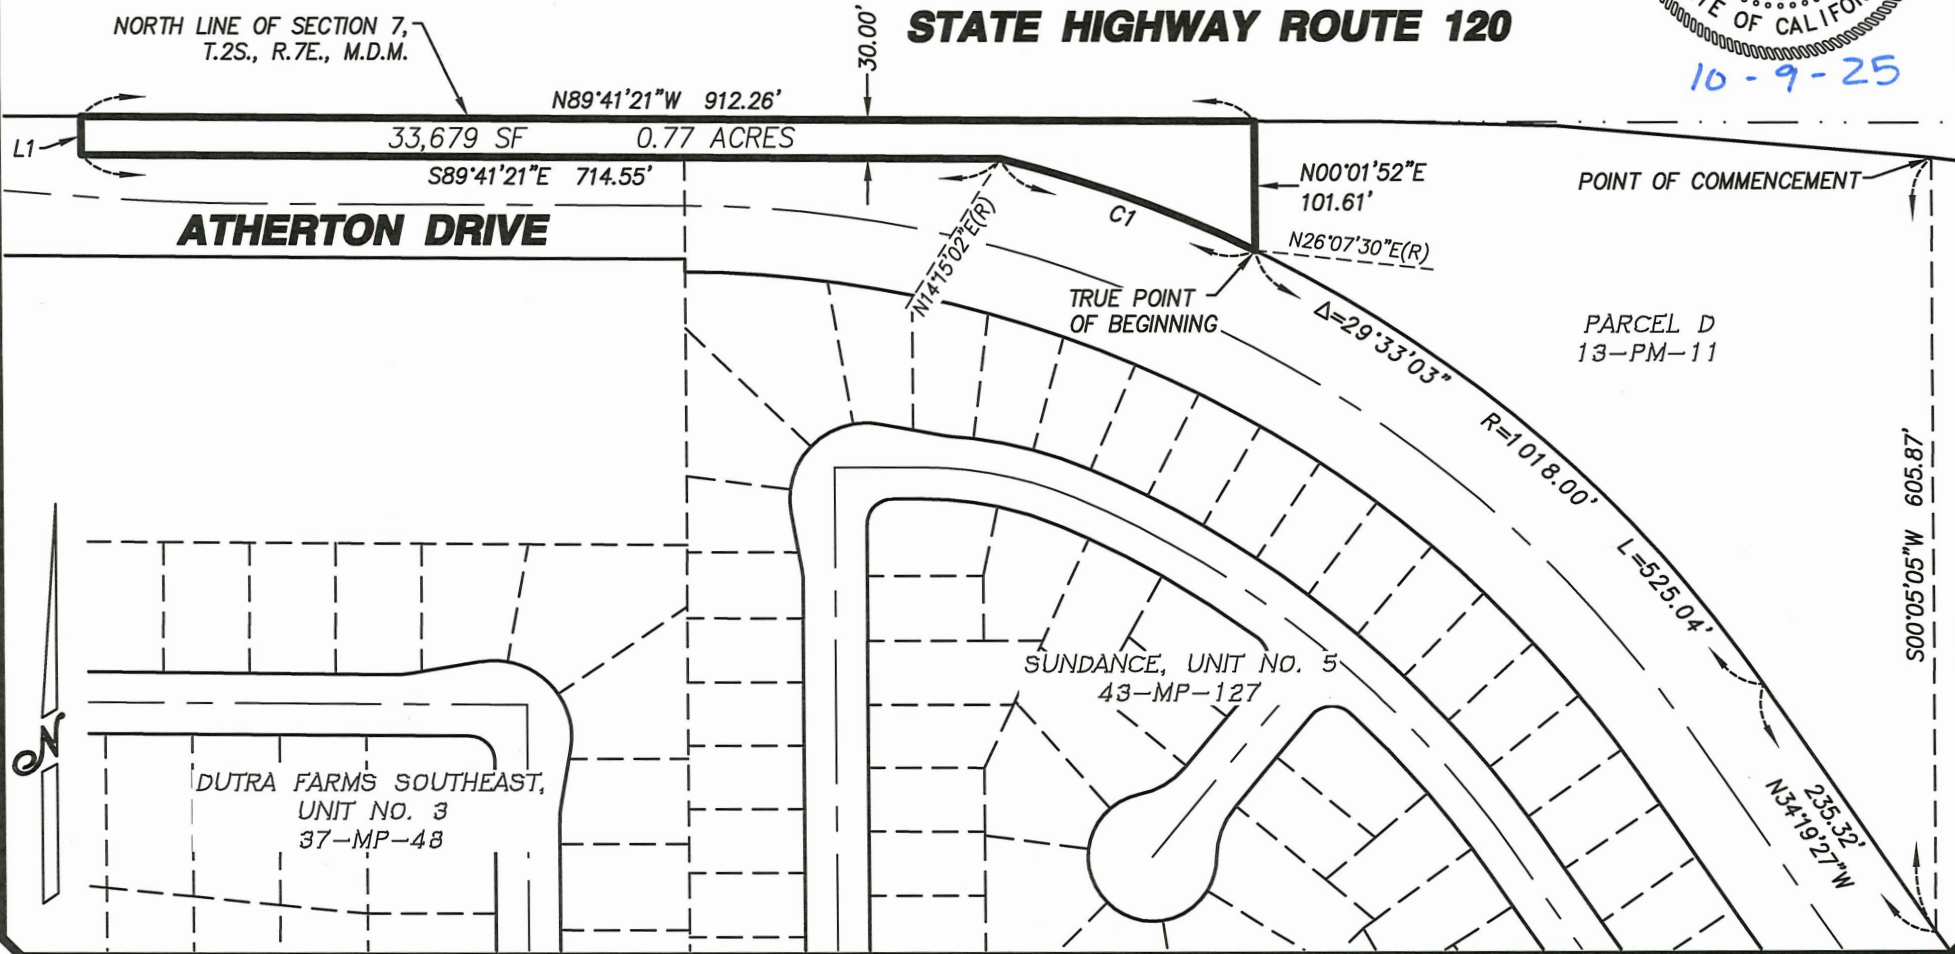 STATE HIGHWAY ROUTE 120
TE OF CALIFOR
10-9-25
NORTH LINE OF SECTION 7,
T.2S., R.7E., M.D.M.
30.00'
N89°41'21"W 912.26'
L1
33,679 SF 0.77 ACRES
S89°41'21"E 714.55'
N00°01'52"E
101.61'
POINT OF COMMENCEMENT
C1
ATHERTON DRIVE
N14°15'02"E(R)
N26°07'30"E(R)
TRUE POINT
OF BEGINNING
Δ=29°33'03"
R=1018.00'
L=525.04'
PARCEL D
13-PM-11
S00°05'05"W 605.87'
SUNDANCE, UNIT NO. 5
43-MP-127
N
DUTRA FARMS SOUTHEAST,
UNIT NO. 3
37-MP-48
235.32'
N34°19'27"W